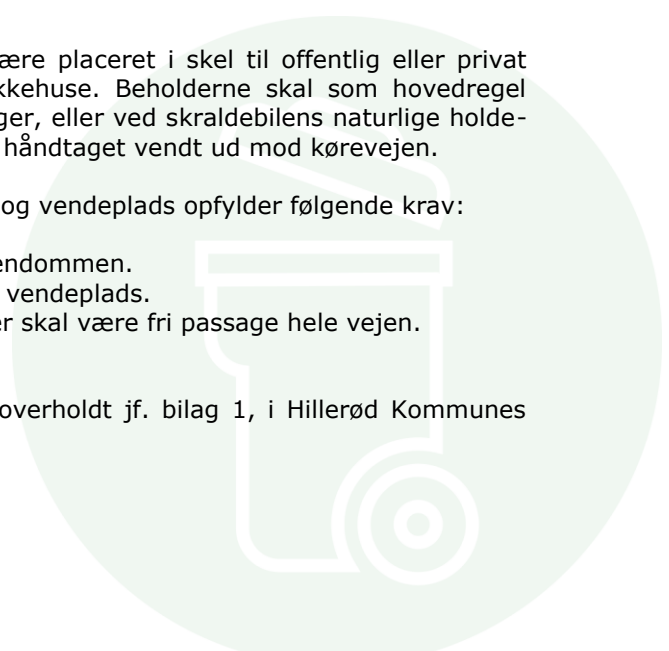 ære placeret i skel til offentlig eller privat
kkehuse. Beholderne skal som hovedregel
ger, eller ved skraldebilens naturlige holde-
håndtaget vendt ud mod kørevejen.
og vendeplads opfylder følgende krav:
endommen.
vendeplads.
er skal være fri passage hele vejen.
overholdt jf. bilag 1, i Hillerød Kommunes